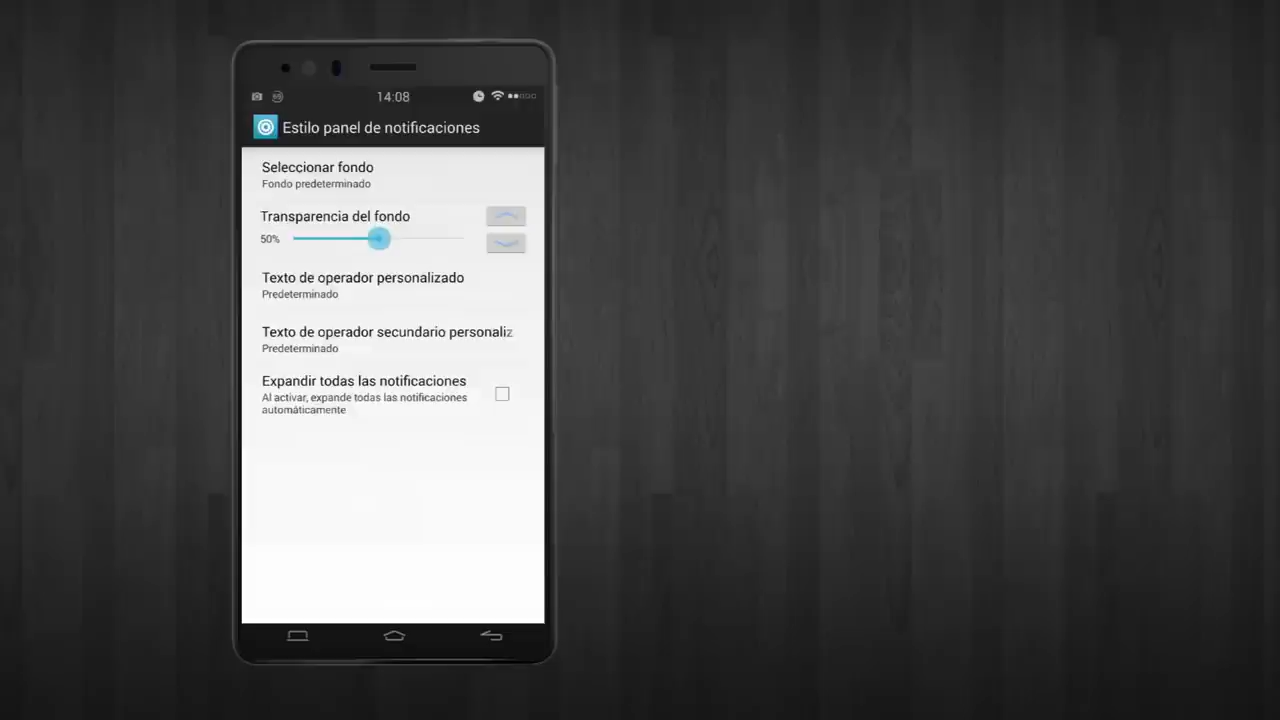 14:08
Estilo panel de notificaciones
Seleccionar fondo
Fondo predeterminado
Transparencia del fondo
50%
Texto de operador personalizado
Predeterminado
Texto de operador secundario personaliz
Predeterminado
Expandir todas las notificaciones
Al activar, expande todas las notificaciones
automáticamente